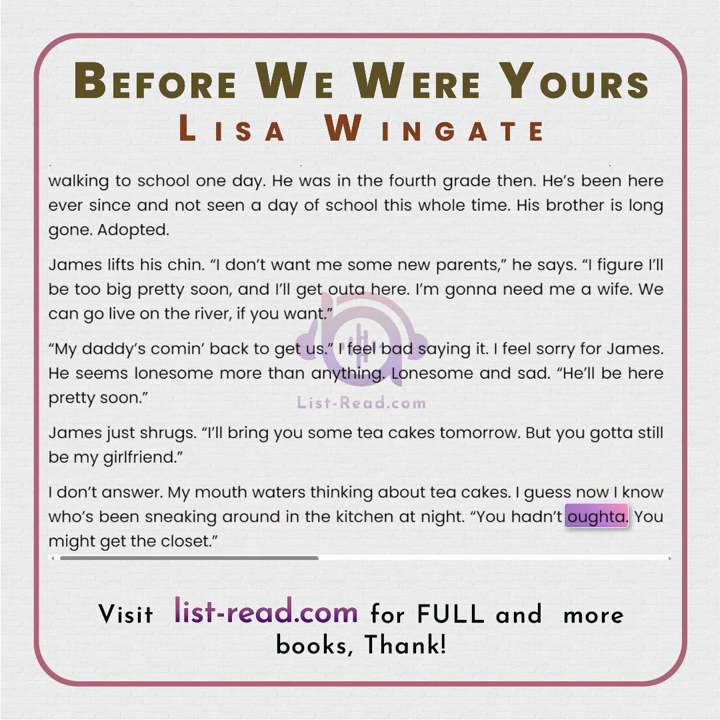 BEFORE WE WERE YOURS
LISA WINGATE
walking to school one day. He was in the fourth grade then. He’s been here
ever since and not seen a day of school this whole time. His brother is long
gone. Adopted.
James lifts his chin. “I don’t want me some new parents,” he says. “I figure I’ll
be too big pretty soon, and I’ll get outa here. I’m gonna need me a wife. We
can go live on the river, if you want.”
“My daddy’s comin’ back to get us.” I feel bad saying it. I feel sorry for James.
He seems lonesome more than anything. Lonesome and sad. “He’ll be here
pretty soon.”
List-Read.com
James just shrugs. “I’ll bring you some tea cakes tomorrow. But you gotta still
be my girlfriend.”
I don’t answer. My mouth waters thinking about tea cakes. I guess now I know
who’s been sneaking around in the kitchen at night. “You hadn’t oughta. You
might get the closet.”
Visit list-read.com for FULL and more
books, Thank!